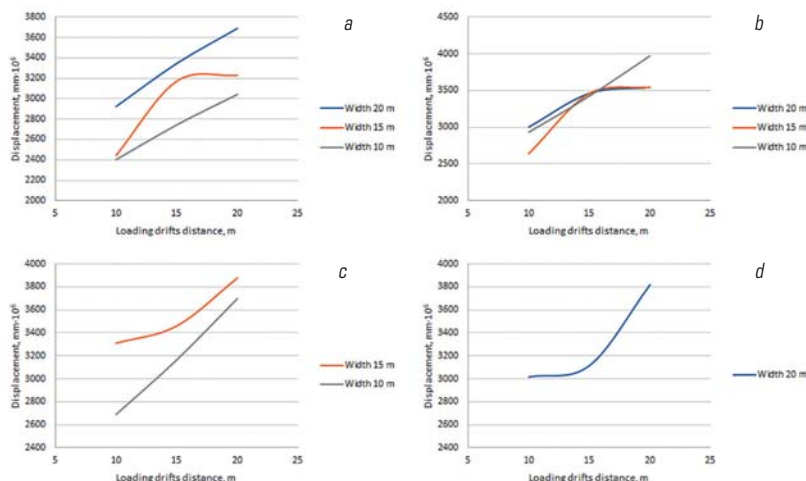 a
3800
3600
3400
3200
3000
2800
2600
2400
2200
2000
Displacement, mm·10⁶
5 10 15 20 25
Loading drifts distance, m
Width 20 m
Width 15 m
Width 10 m
b
4500
4000
3500
3000
2500
2000
Displacement, mm·10⁶
5 10 15 20 25
Loading drifts distance, m
Width 20 m
Width 15 m
Width 10 m
c
4000
3800
3600
3400
3200
3000
2800
2600
2400
Displacement, mm·10⁶
5 10 15 20 25
Loading drifts distance, m
Width 15 m
Width 10 m
d
4000
3800
3600
3400
3200
3000
2800
2600
2400
Displacement, mm·10⁶
5 10 15 20 25
Loading drifts distance, m
Width 20 m